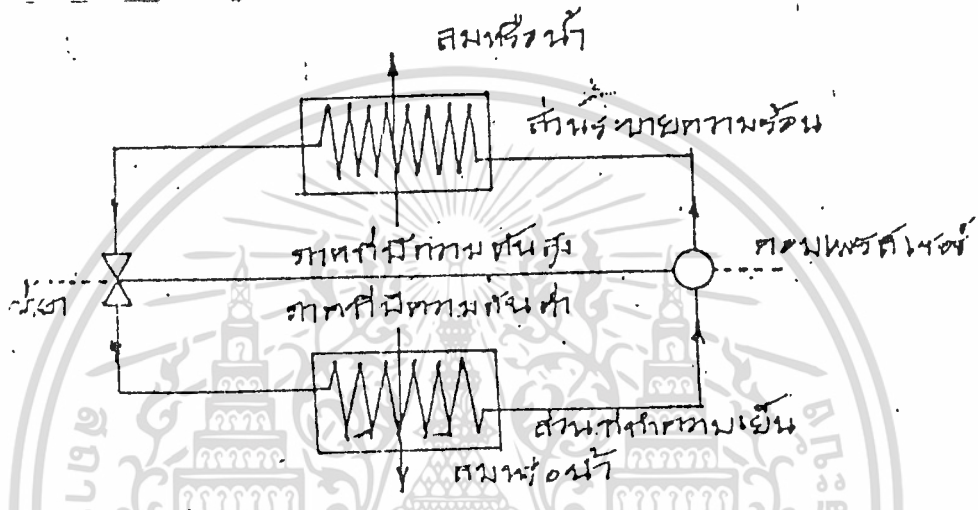 ลมหรือน้ำ
ส่วนระบายความร้อน
ภาคที่มีความดันสูง
คอมเพรสเซอร์
ภาคที่มีความดันต่ำ
ส่วนทำความเย็น
ลมหรือน้ำ